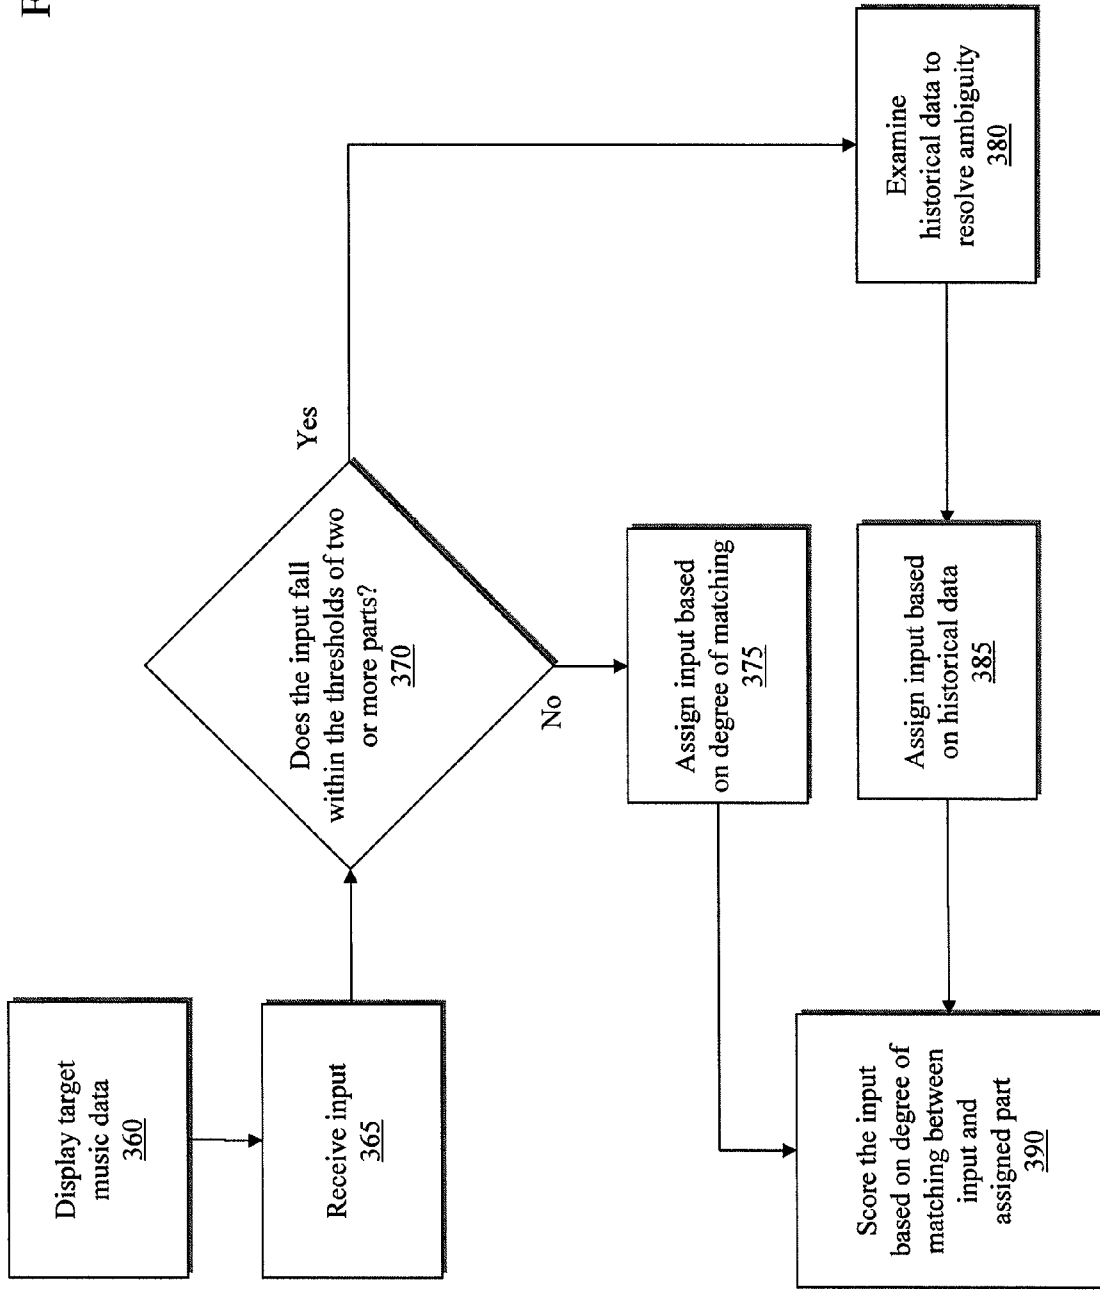 F
Display target
music data
360
Receive input
365
Does the input fall
within the thresholds of two
or more parts?
370
Yes
No
Assign input based
on degree of matching
375
Examine
historical data to
resolve ambiguity
380
Assign input based
on historical data
385
Score the input
based on degree of
matching between
input and
assigned part
390